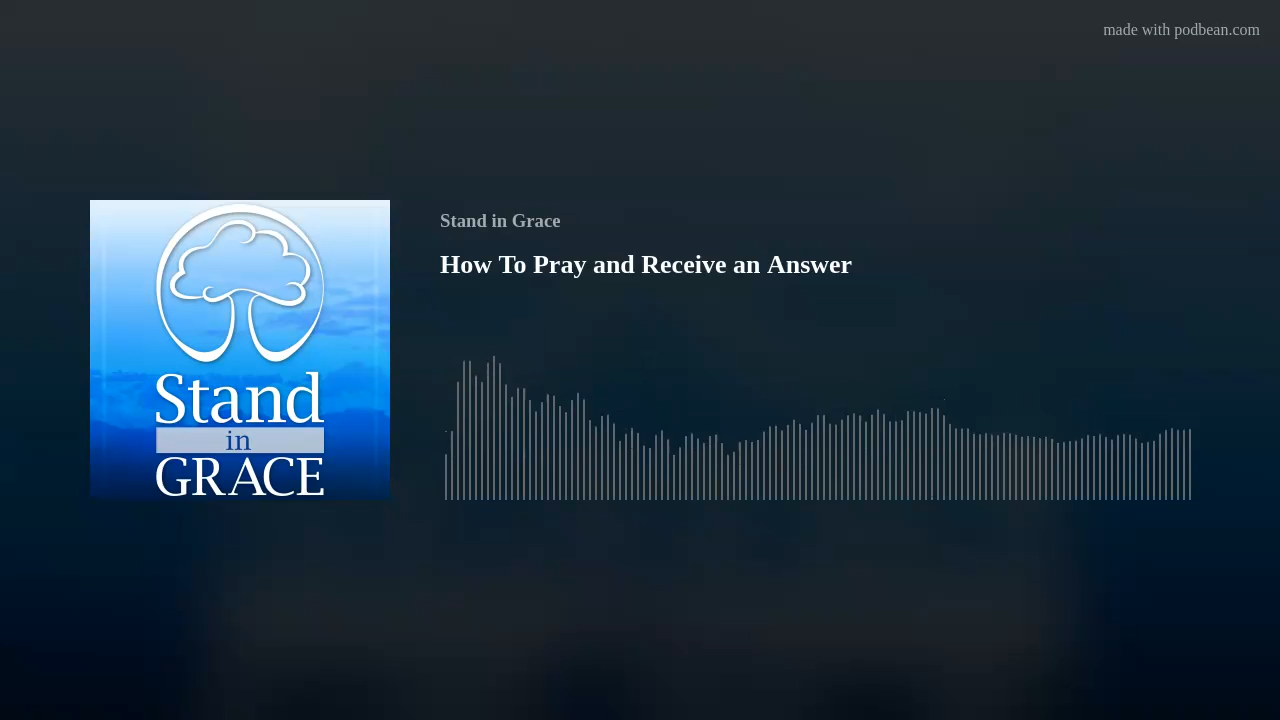 made with podbean.com
Stand in Grace
How To Pray and Receive an Answer
Stand
in
GRACE